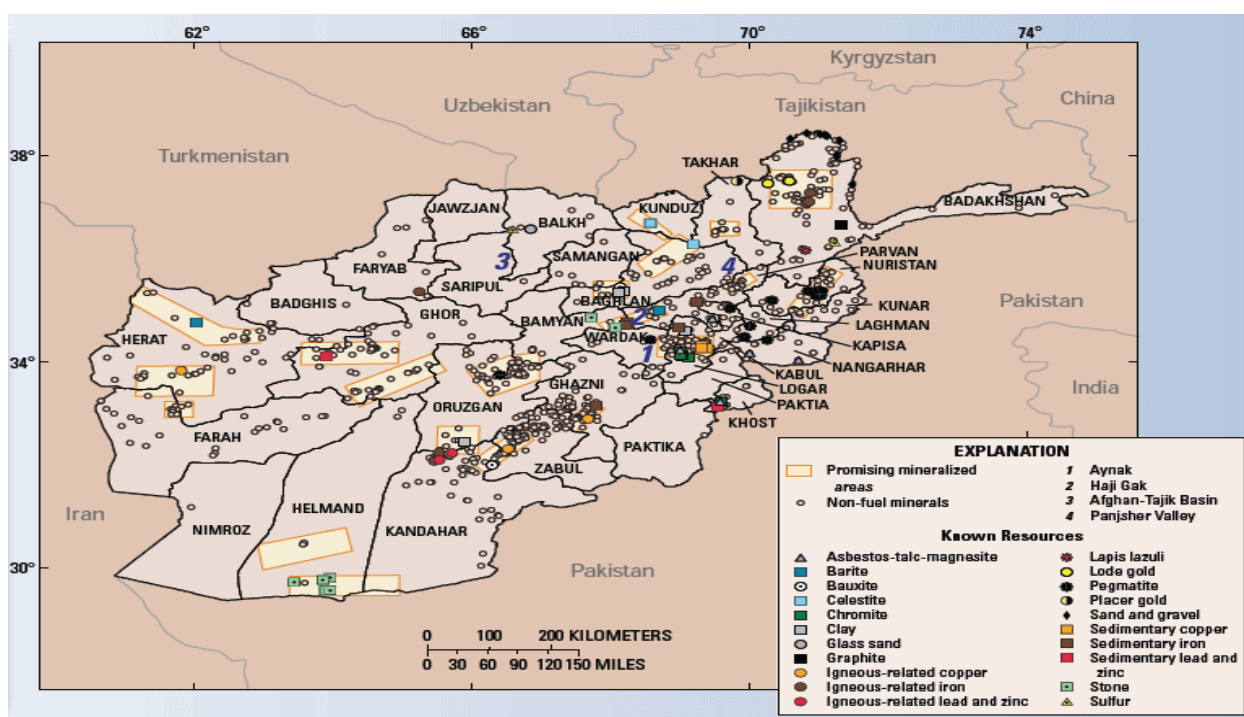 62°
66°
70°
74°
Kyrgyzstan
Uzbekistan
Tajikistan
China
38°
Turkmenistan
TAKHAR
JAWZJAN
KUNDUZ
BADAKHSHAN
BALKH
PARVAN
SAMANGAN
3
4
NURISTAN
FARYAB
SARIPUL
BADGHIS
BAGHLAN
KUNAR
Pakistan
GHOR
BAMYAN
2
LAGHMAN
HERAT
WARDAK
KAPISA
34°
1
NANGARHAR
KABUL
GHAZNI
LOGAR
India
ORUZGAN
PAKTIA
KHOST
FARAH
PAKTIKA
ZABUL
Iran
HELMAND
NIMROZ
KANDAHAR
30°
Pakistan
0 100 200 KILOMETERS
0 30 60 90 120 150 MILES
EXPLANATION
Promising mineralized
areas
Non-fuel minerals
1 Aynak
2 Haji Gak
3 Afghan-Tajik Basin
4 Panjsher Valley
Known Resources
Asbestos-talc-magnesite
Barite
Bauxite
Celestite
Chromite
Clay
Glass sand
Graphite
Igneous-related copper
Igneous-related iron
Igneous-related lead and zinc
Lapis lazuli
Lode gold
Pegmatite
Placer gold
Sand and gravel
Sedimentary copper
Sedimentary iron
Sedimentary lead and
zinc
Stone
Sulfur